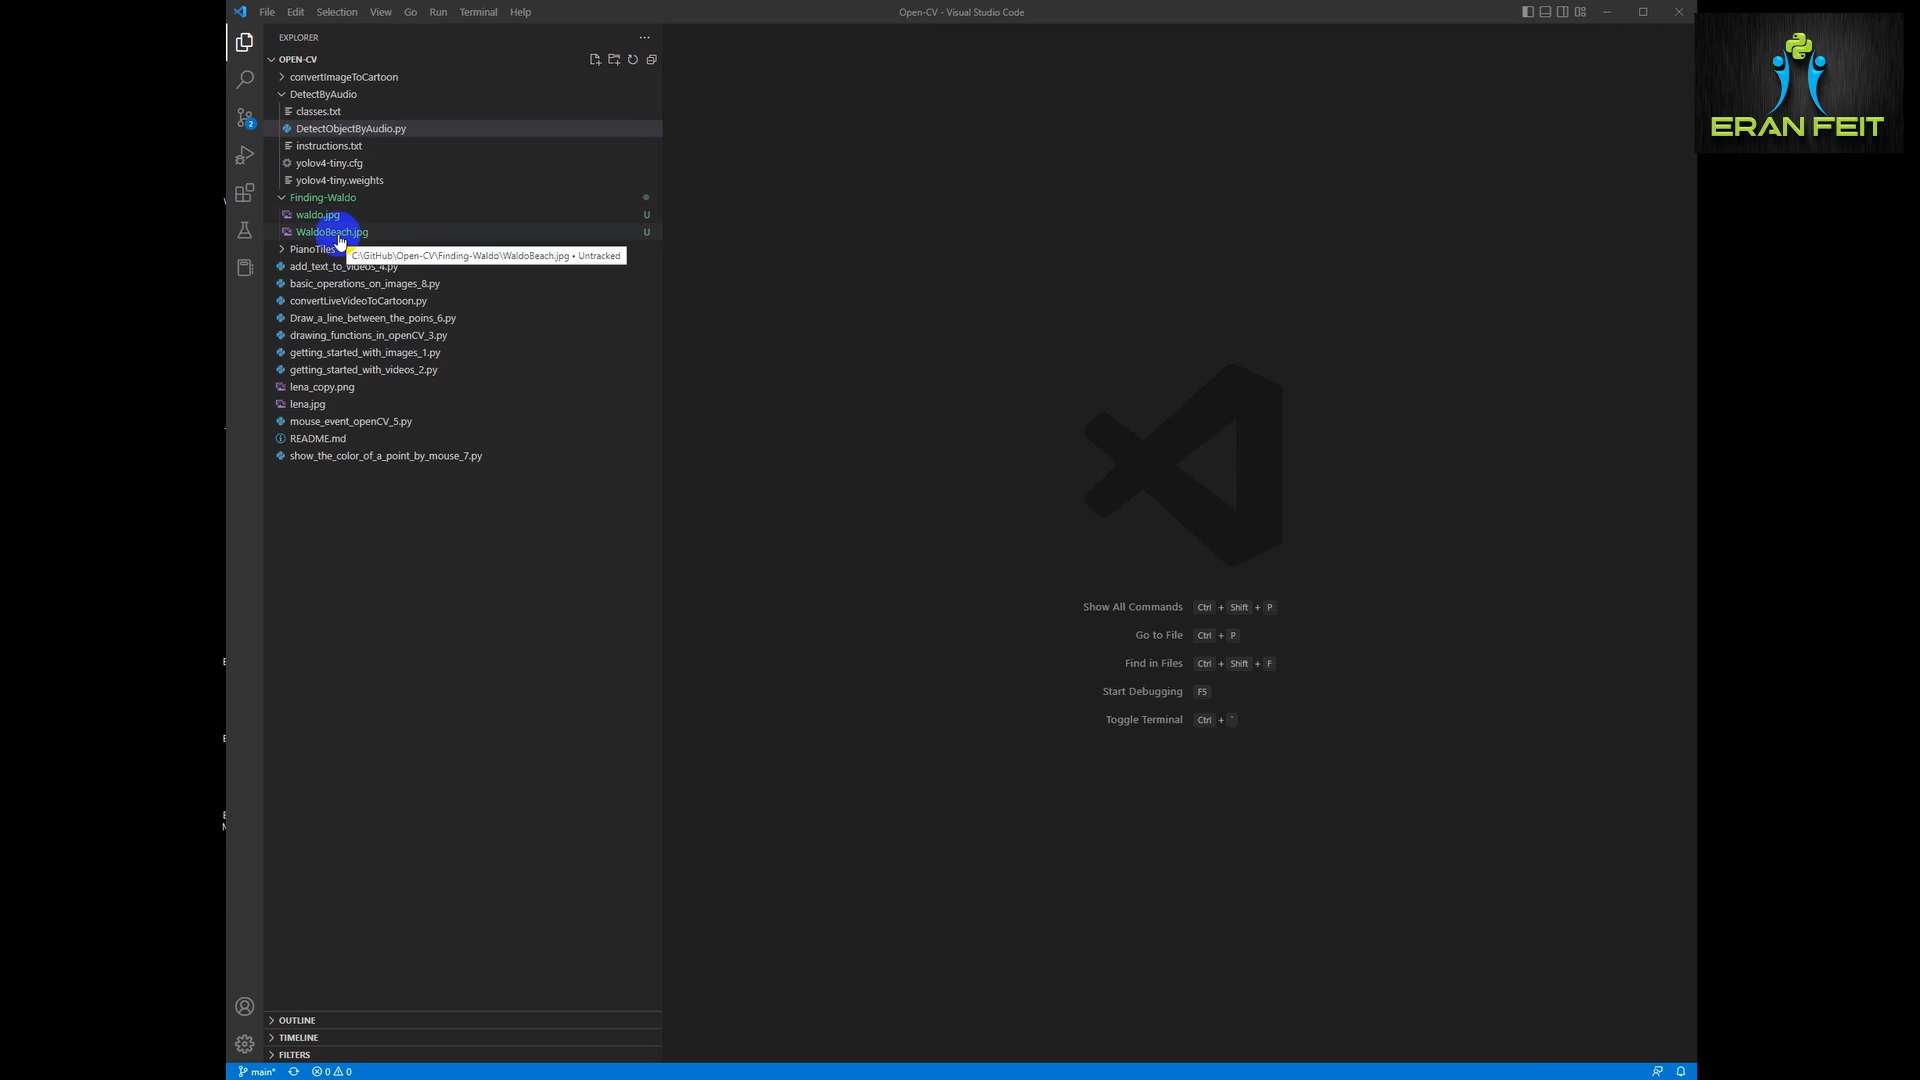 File Edit Selection View Go Run Terminal Help
Open-CV - Visual Studio Code
EXPLORER
OPEN-CV
convertImageToCartoon
DetectByAudio
classes.txt
DetectObjectByAudio.py
instructions.txt
yolov4-tiny.cfg
yolov4-tiny.weights
Finding-Waldo
waldo.jpg U
WaldoBeach.jpg U
PianoTiles
C:\GitHub\Open-CV\Finding-Waldo\WaldoBeach.jpg • Untracked
add_text_to_videos_4.py
basic_operations_on_images_8.py
convertLiveVideoToCartoon.py
Draw_a_line_between_the_poins_6.py
drawing_functions_in_openCV_3.py
getting_started_with_images_1.py
getting_started_with_videos_2.py
lena_copy.png
lena.jpg
mouse_event_openCV_5.py
README.md
show_the_color_of_a_point_by_mouse_7.py
2
Show All Commands Ctrl + Shift + P
Go to File Ctrl + P
Find in Files Ctrl + Shift + F
Start Debugging F5
Toggle Terminal Ctrl + `
OUTLINE
TIMELINE
FILTERS
main* 0 0
ERAN FEIT